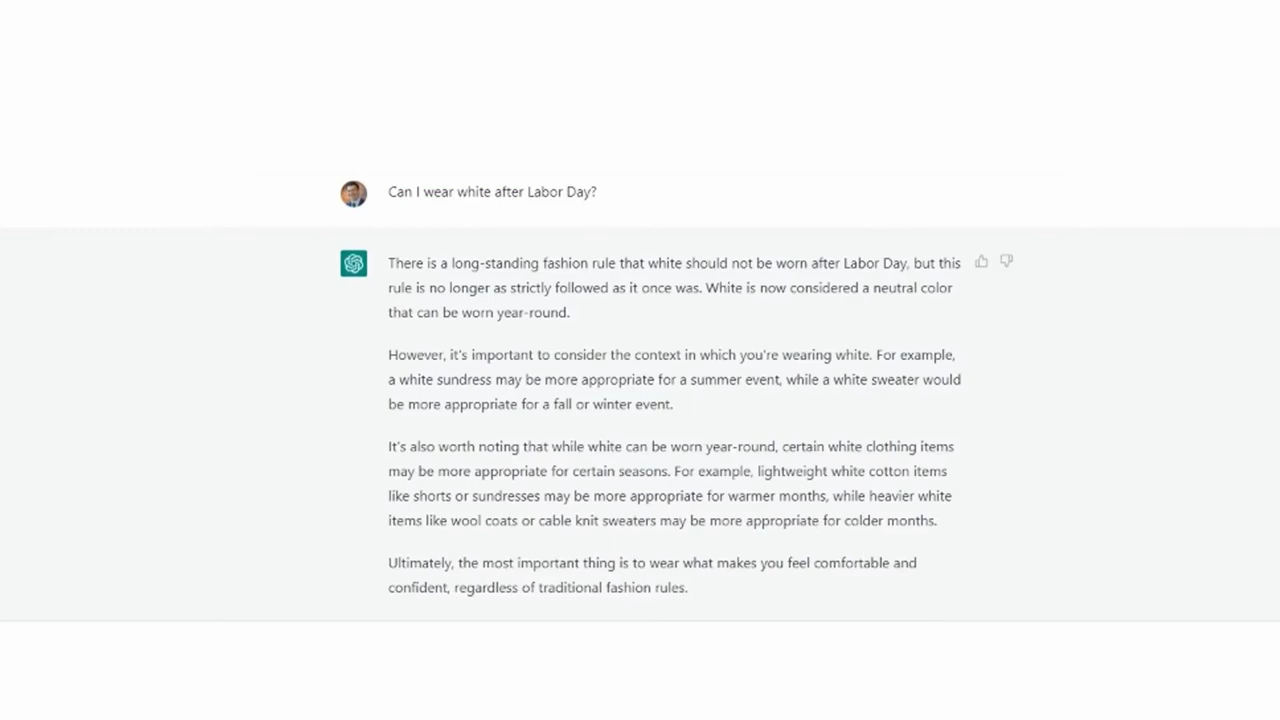 Can I wear white after Labor Day?
There is a long-standing fashion rule that white should not be worn after Labor Day, but this
rule is no longer as strictly followed as it once was. White is now considered a neutral color
that can be worn year-round.
However, it's important to consider the context in which you're wearing white. For example,
a white sundress may be more appropriate for a summer event, while a white sweater would
be more appropriate for a fall or winter event.
It's also worth noting that while white can be worn year-round, certain white clothing items
may be more appropriate for certain seasons. For example, lightweight white cotton items
like shorts or sundresses may be more appropriate for warmer months, while heavier white
items like wool coats or cable knit sweaters may be more appropriate for colder months.
Ultimately, the most important thing is to wear what makes you feel comfortable and
confident, regardless of traditional fashion rules.